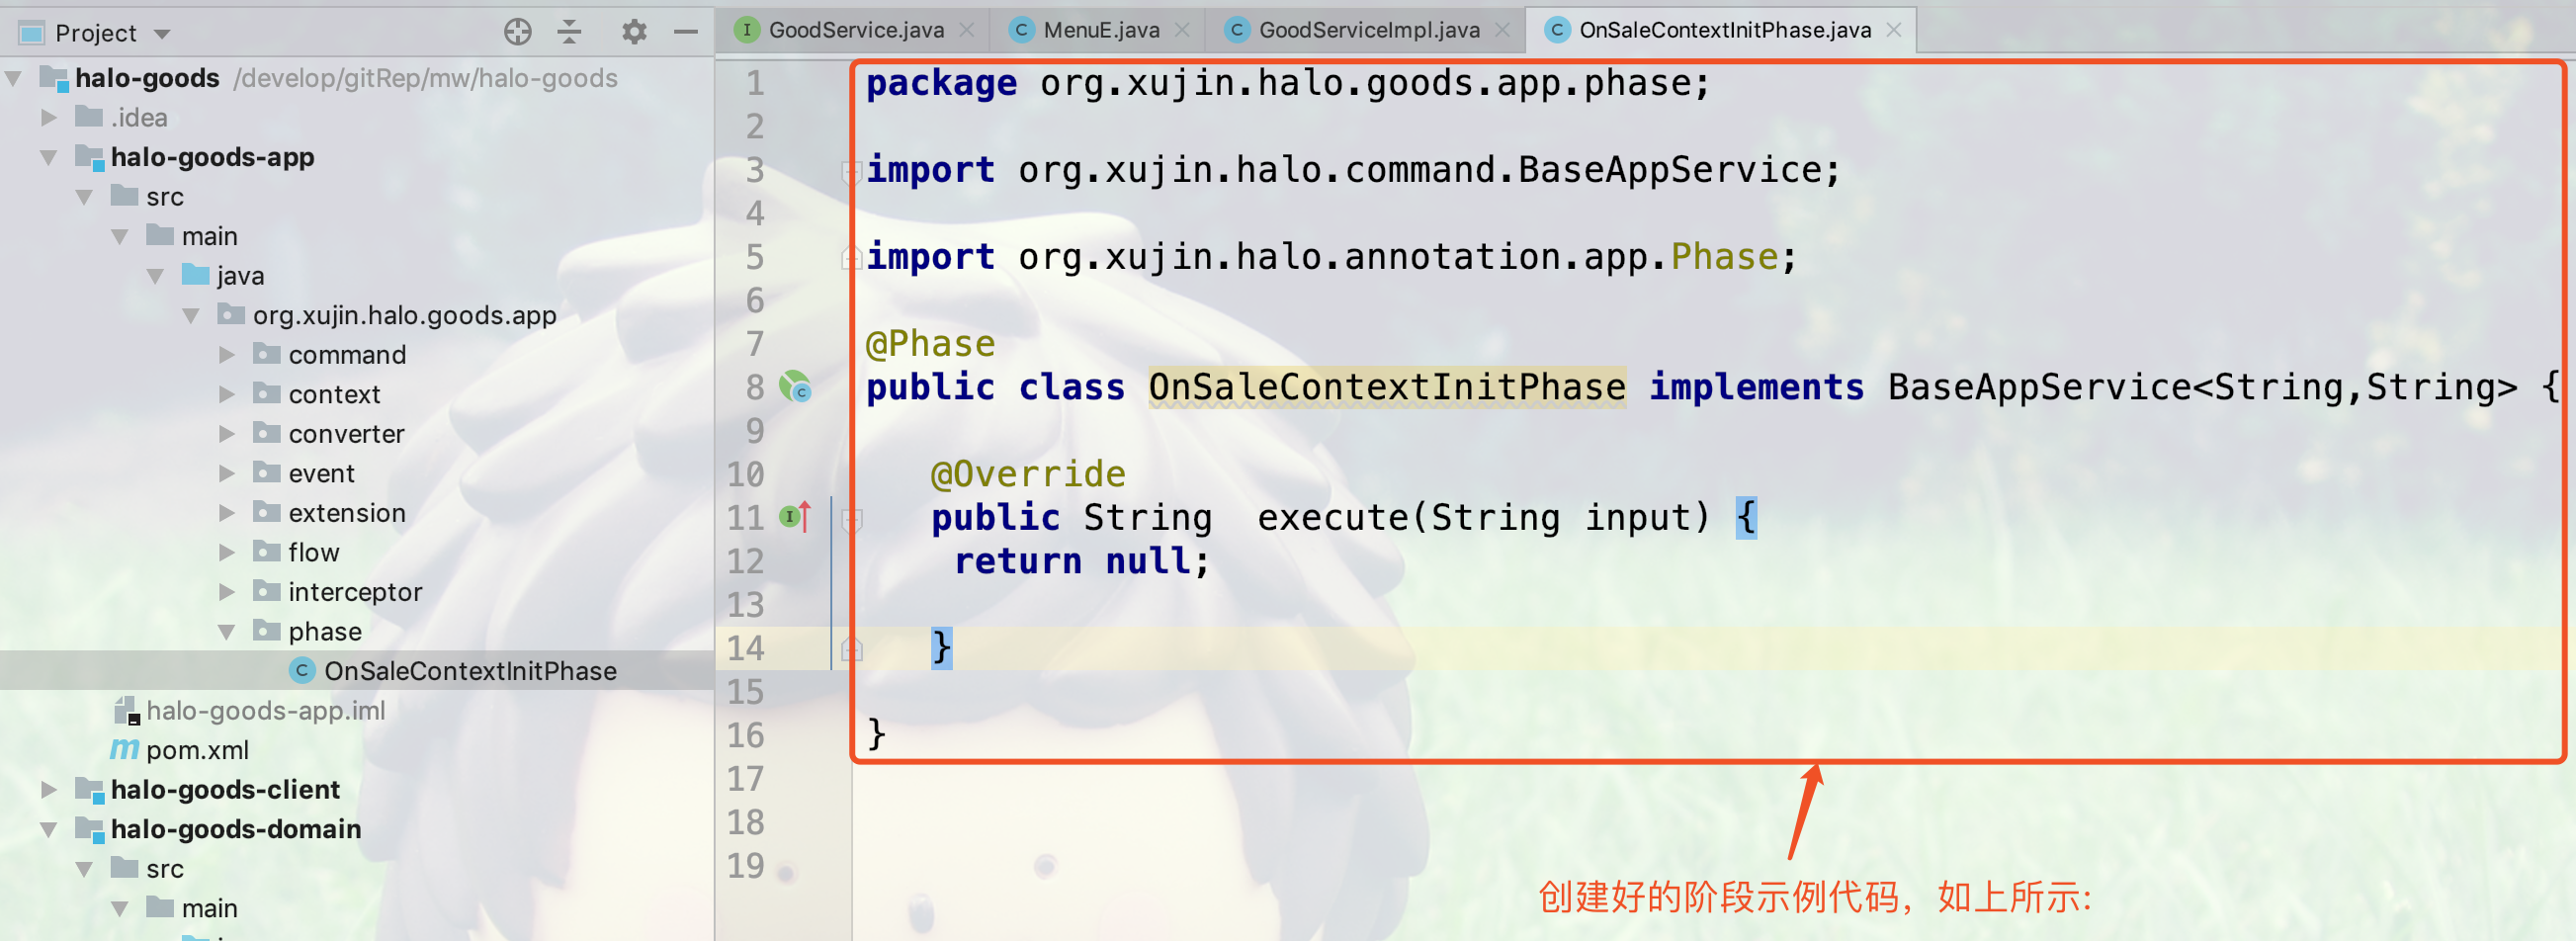 Project
halo-goods /develop/gitRep/mw/halo-goods
.idea
halo-goods-app
src
main
java
org.xujin.halo.goods.app
command
context
converter
event
extension
flow
interceptor
phase
OnSaleContextInitPhase
halo-goods-app.iml
pom.xml
halo-goods-client
halo-goods-domain
src
main
GoodService.java MenuE.java GoodServiceImpl.java OnSaleContextInitPhase.java
1 package org.xujin.halo.goods.app.phase;
2
3 import org.xujin.halo.command.BaseAppService;
4
5 import org.xujin.halo.annotation.app.Phase;
6
7 @Phase
8 public class OnSaleContextInitPhase implements BaseAppService<String,String> {
9
10 @Override
11 public String  execute(String input) {
12 return null;
13
14 }
15
16 }
17
18
19
创建好的阶段示例代码，如上所示: